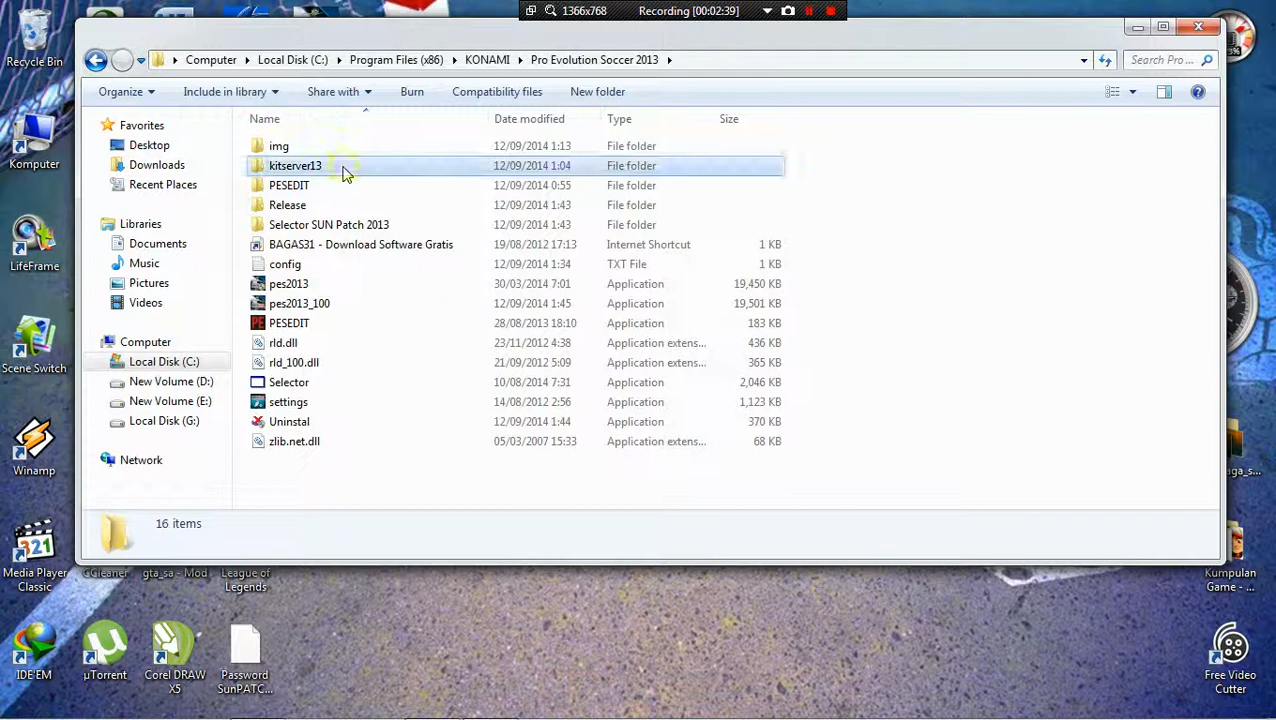 1366x768 Recording [00:02:39]
Recycle Bin
Komputer
LifeFrame
Scene Switch
Winamp
Media Player Classic
IDE'EM
Computer Local Disk (C:) Program Files (x86) KONAMI Pro Evolution Soccer 2013
Search Pro ...
Organize Include in library Share with Burn Compatibility files New folder
Favorites
Desktop
Downloads
Recent Places
Libraries
Documents
Music
Pictures
Videos
Computer
Local Disk (C:)
New Volume (D:)
New Volume (E:)
Local Disk (G:)
Network
Name Date modified Type Size
img 12/09/2014 1:13 File folder
kitserver13 12/09/2014 1:04 File folder
PESEDIT 12/09/2014 0:55 File folder
Release 12/09/2014 1:43 File folder
Selector SUN Patch 2013 12/09/2014 1:43 File folder
BAGAS31 - Download Software Gratis 19/08/2012 17:13 Internet Shortcut 1 KB
config 12/09/2014 1:34 TXT File 1 KB
pes2013 30/03/2014 7:01 Application 19,450 KB
pes2013_100 12/09/2014 1:45 Application 19,501 KB
PESEDIT 28/08/2013 18:10 Application 183 KB
rld.dll 23/11/2012 4:38 Application extens... 436 KB
rld_100.dll 21/09/2012 5:09 Application extens... 365 KB
Selector 10/08/2014 7:31 Application 2,046 KB
settings 14/08/2012 2:56 Application 1,123 KB
Uninstal 12/09/2014 1:44 Application 370 KB
zlib.net.dll 05/03/2007 15:33 Application extens... 68 KB
16 items
CCleaner
gta_sa - Mod
League of Legends
µTorrent
Corel DRAW X5
Password SunPATC...
Kumpulan Game - ...
Free Video Cutter